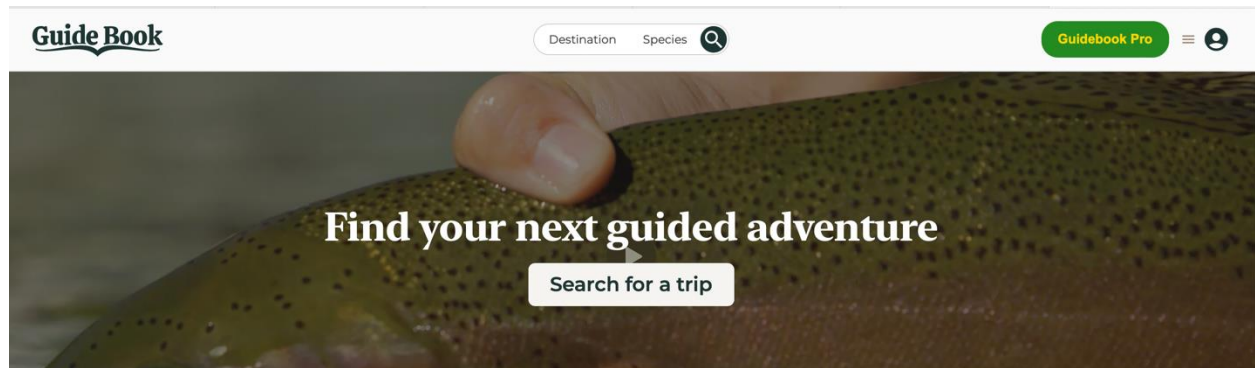 Guide Book
Destination Species
Guidebook Pro
Find your next guided adventure
Search for a trip